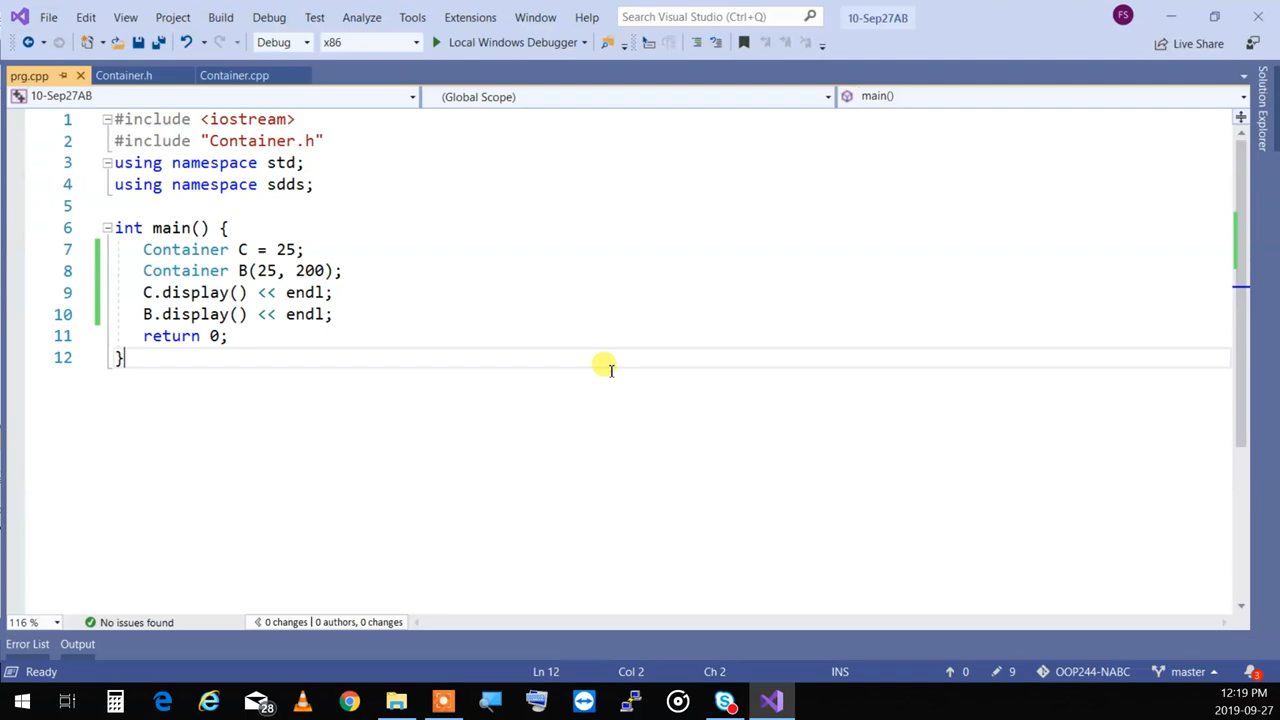 File Edit View Project Build Debug Test Analyze Tools Extensions Window Help Search Visual Studio (Ctrl+Q) 10-Sep27AB FS
Debug x86 Local Windows Debugger Live Share
prg.cpp Container.h Container.cpp
10-Sep27AB (Global Scope) main()
Solution Explorer
1 #include <iostream>
2 #include "Container.h"
3 using namespace std;
4 using namespace sdds;
5
6 int main() {
7 Container C = 25;
8 Container B(25, 200);
9 C.display() << endl;
10 B.display() << endl;
11 return 0;
12 }
116 % No issues found 0 changes | 0 authors, 0 changes
Error List Output
Ready Ln 12 Col 2 Ch 2 INS 0 9 OOP244-NABC master 3
28
12:19 PM
2019-09-27